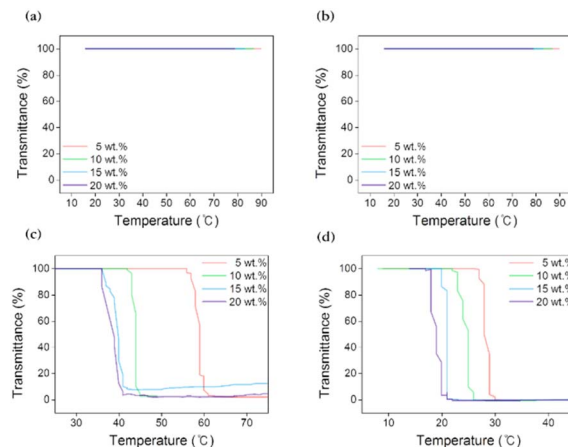 (a)
(b)
100
80
60
40
20
0
Transmittance (%)
5 wt.%
10 wt.%
15 wt.%
20 wt.%
10 20 30 40 50 60 70 80 90
Temperature (℃)
100
80
60
40
20
0
Transmittance (%)
5 wt.%
10 wt.%
15 wt.%
20 wt.%
10 20 30 40 50 60 70 80 90
Temperature (℃)
(c)
(d)
100
80
60
40
20
0
Transmittance (%)
5 wt.%
10 wt.%
15 wt.%
20 wt.%
30 40 50 60 70
Temperature (℃)
100
80
60
40
20
0
Transmittance (%)
5 wt.%
10 wt.%
15 wt.%
20 wt.%
10 20 30 40
Temperature (℃)